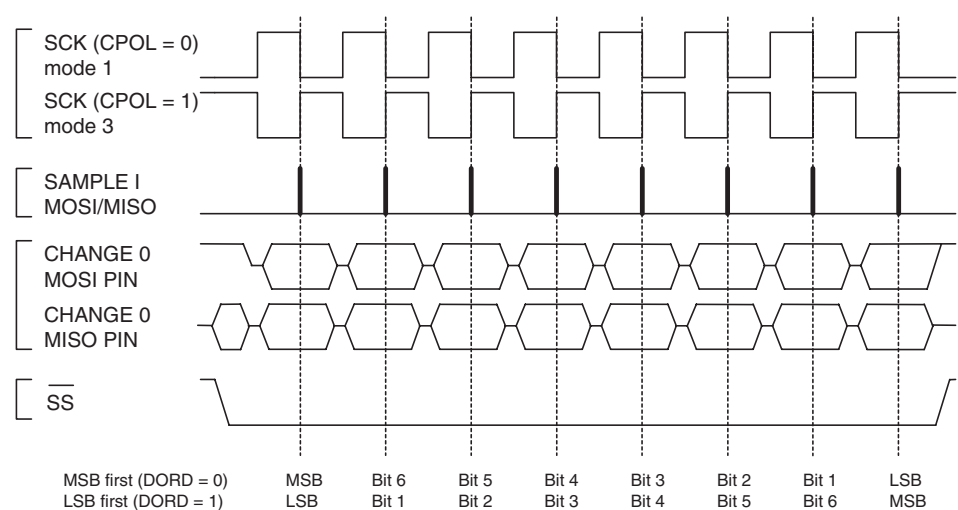 SCK (CPOL = 0)
mode 1
SCK (CPOL = 1)
mode 3
SAMPLE I
MOSI/MISO
CHANGE 0
MOSI PIN
CHANGE 0
MISO PIN
SS
MSB first (DORD = 0) MSB Bit 6 Bit 5 Bit 4 Bit 3 Bit 2 Bit 1 LSB
LSB first (DORD = 1) LSB Bit 1 Bit 2 Bit 3 Bit 4 Bit 5 Bit 6 MSB